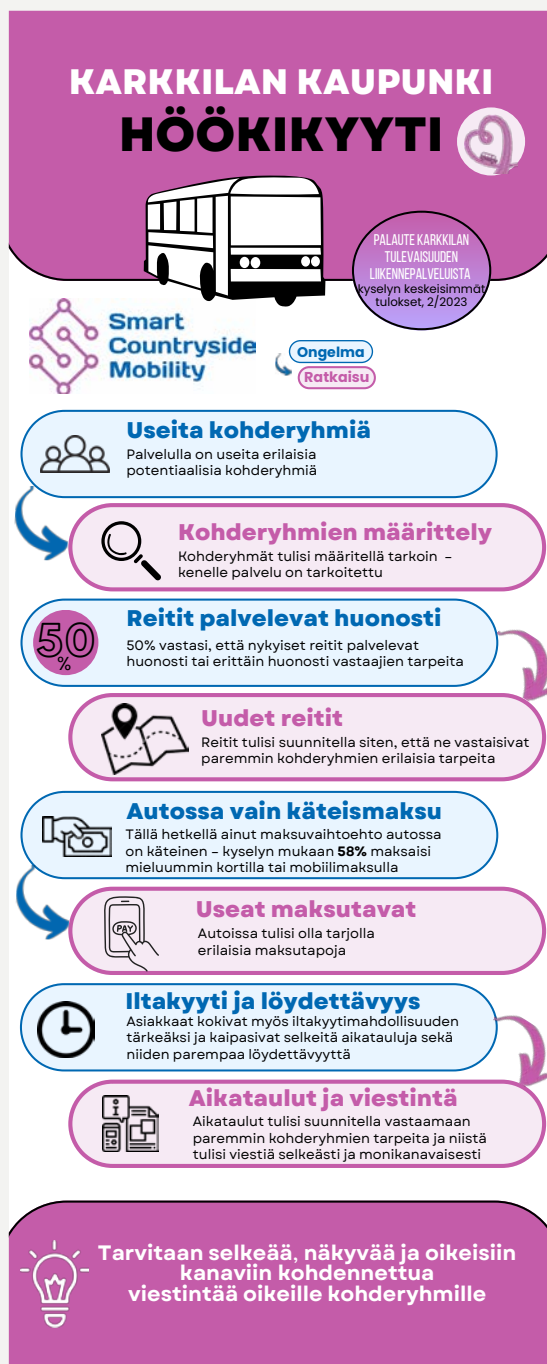 KARKKILAN KAUPUNKI
HÖÖKIKYYTI
PALAUTE KARKKILAN
TULEVAISUUDEN
LIIKENNEPALVELUISTA
kyselyn keskeisimmät
tulokset, 2/2023
Smart
Countryside
Mobility
Ongelma
Ratkaisu
Useita kohderyhmiä
Palvelulla on useita erilaisia
potentiaalisia kohderyhmiä
Kohderyhmien määrittely
Kohderyhmät tulisi määritellä tarkoin –
kenelle palvelu on tarkoitettu
50
%
Reitit palvelevat huonosti
50% vastasi, että nykyiset reitit palvelevat
huonosti tai erittäin huonosti vastaajien tarpeita
Uudet reitit
Reitit tulisi suunnitella siten, että ne vastaisivat
paremmin kohderyhmien erilaisia tarpeita
Autossa vain käteismaksu
Tällä hetkellä ainut maksuvaihtoehto autossa
on käteinen – kyselyn mukaan 58% maksaisi
mieluummin kortilla tai mobiilimaksulla
PAY
Useat maksutavat
Autoissa tulisi olla tarjolla
erilaisia maksutapoja
Iltakyyti ja löydettävyys
Asiakkaat kokivat myös iltakyytimahdollisuuden
tärkeäksi ja kaipasivat selkeitä aikatauluja sekä
niiden parempaa löydettävyyttä
Aikataulut ja viestintä
Aikataulut tulisi suunnitella vastaamaan
paremmin kohderyhmien tarpeita ja niistä
tulisi viestiä selkeästi ja monikanavaisesti
Tarvitaan selkeää, näkyvää ja oikeisiin
kanaviin kohdennettua
viestintää oikeille kohderyhmille